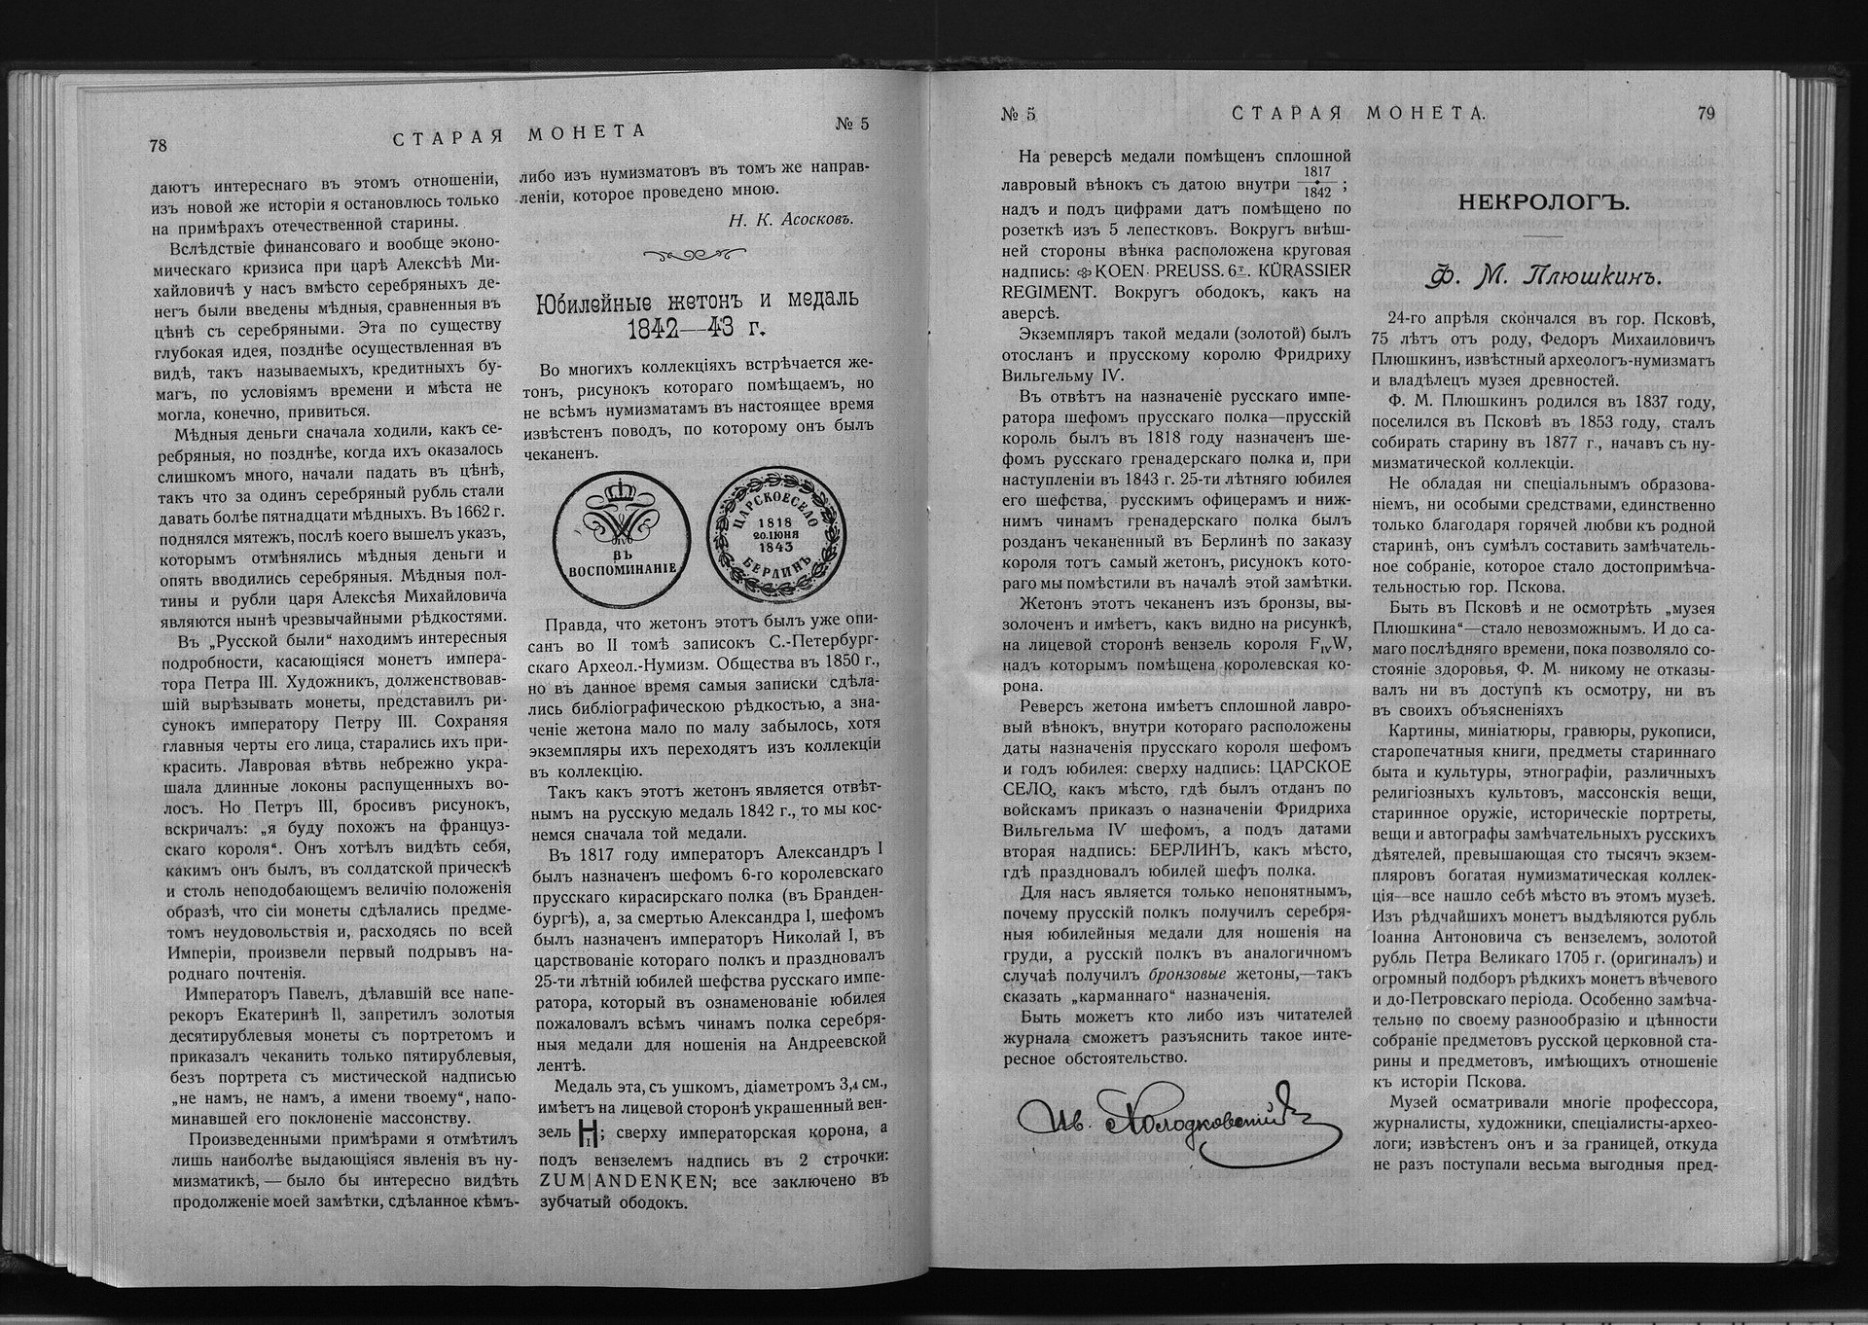 78
СТАРАЯ МОНЕТА
№ 5
даютъ интереснаго въ этомъ отношеніи,
изъ новой же исторіи я остановлюсь только
на примѣрахъ отечественной старины.
Вслѣдствіе финансоваго и вообще эконо-
мическаго кризиса при царѣ Алексѣѣ Ми-
хайловичѣ у насъ вмѣсто серебряныхъ де-
негъ были введены мѣдныя, сравненныя въ
цѣнѣ съ серебряными. Эта по существу
глубокая идея, позднѣе осуществленная въ
видѣ, такъ называемыхъ, кредитныхъ бу-
магъ, по условіямъ времени и мѣста не
могла, конечно, привиться.
Мѣдныя деньги сначала ходили, какъ се-
ребряныя, но позднѣе, когда ихъ оказалось
слишкомъ много, начали падать въ цѣнѣ,
такъ что за одинъ серебряный рубль стали
давать болѣе пятнадцати мѣдныхъ. Въ 1662 г.
поднялся мятежъ, послѣ коего вышелъ указъ,
которымъ отмѣнялись мѣдныя деньги и
опять вводились серебряныя. Мѣдныя пол-
тины и рубли царя Алексѣя Михайловича
являются нынѣ чрезвычайными рѣдкостями.
Въ „Русской были“ находимъ интересныя
подробности, касающіяся монетъ импера-
тора Петра III. Художникъ, долженствовав-
шій вырѣзывать монеты, представилъ ри-
сунокъ императору Петру III. Сохраняя
главныя черты его лица, старались ихъ при-
красить. Лавровая вѣтвь небрежно укра-
шала длинные локоны распущенныхъ во-
лосъ. Но Петръ III, бросивъ рисунокъ,
вскричалъ: „я буду похожъ на француз-
скаго короля“. Онъ хотѣлъ видѣть себя,
какимъ онъ былъ, въ солдатской прическѣ
и столь неподобающемъ величію положенія
образѣ, что сіи монеты сдѣлались предме-
томъ неудовольствія и, расходясь по всей
Имперіи, произвели первый подрывъ на-
роднаго почтенія.
Императоръ Павелъ, дѣлавшій все напе-
рекоръ Екатеринѣ II, запретилъ золотыя
десятирублевыя монеты съ портретомъ и
приказалъ чеканить только пятирублевыя,
безъ портрета съ мистической надписью
„не намъ, не намъ, а имени твоему“, напо-
минавшей его поклоненіе массонству.
Произведенными примѣрами я отмѣтилъ
лишь наиболѣе выдающіяся явленія въ ну-
мизматикѣ, — было бы интересно видѣть
продолженіе моей замѣтки, сдѣланное кѣмъ-
либо изъ нумизматовъ въ томъ же направ-
леніи, которое проведено мною.
Н. К. Асосковъ.
Юбилейные жетонъ и медаль
1842—43 г.
Во многихъ коллекціяхъ встрѣчается же-
тонъ, рисунокъ котораго помѣщаемъ, но
не всѣмъ нумизматамъ въ настоящее время
извѣстенъ поводъ, по которому онъ былъ
чеканенъ.
ВЪ
ВОСПОМИНАНІЕ
ЦАРСКОЕСЕЛО
1818
20.ІЮНЯ
1843
БЕРЛИНЪ
Правда, что жетонъ этотъ былъ уже опи-
санъ во II томѣ записокъ С.-Петербург-
скаго Археол.-Нумизм. Общества въ 1850 г.,
но въ данное время самыя записки сдѣла-
лись библіографическою рѣдкостью, а зна-
ченіе жетона мало по малу забылось, хотя
экземпляры ихъ переходятъ изъ коллекціи
въ коллекцію.
Такъ какъ этотъ жетонъ является отвѣт-
нымъ на русскую медаль 1842 г., то мы кос-
немся сначала той медали.
Въ 1817 году императоръ Александръ I
былъ назначенъ шефомъ 6-го королевскаго
прусскаго кирасирскаго полка (въ Бранден-
бургѣ), а, за смертью Александра I, шефомъ
былъ назначенъ императоръ Николай I, въ
царствованіе котораго полкъ и праздновалъ
25-ти лѣтній юбилей шефства русскаго импе-
ратора, который въ ознаменованіе юбилея
пожаловалъ всѣмъ чинамъ полка серебря-
ныя медали для ношенія на Андреевской
лентѣ.
Медаль эта, съ ушкомъ, діаметромъ 3,4 см.,
имѣетъ на лицевой сторонѣ украшенный вен-
зель Н I; сверху императорская корона, а
подъ вензелемъ надпись въ 2 строчки:
ZUM|ANDENKEN; все заключено въ
зубчатый ободокъ.
№ 5
СТАРАЯ МОНЕТА.
79
На реверсѣ медали помѣщенъ сплошной
лавровый вѣнокъ съ датою внутри 1817/1842;
надъ и подъ цифрами датъ помѣщено по
розеткѣ изъ 5 лепестковъ. Вокругъ внѣш-
ней стороны вѣнка расположена круговая
надпись: KOEN. PREUSS. 6T. KÜRASSIER
REGIMENT. Вокругъ ободокъ, какъ на
аверсѣ.
Экземпляръ такой медали (золотой) былъ
отосланъ и прусскому королю Фридриху
Вильгельму IV.
Въ отвѣтъ на назначеніе русскаго импе-
ратора шефомъ прусскаго полка—прусскій
король былъ въ 1818 году назначенъ ше-
фомъ русскаго гренадерскаго полка и, при
наступленіи въ 1843 г. 25-ти лѣтняго юбилея
его шефства, русскимъ офицерамъ и ниж-
нимъ чинамъ гренадерскаго полка былъ
розданъ чеканенный въ Берлинѣ по заказу
короля тотъ самый жетонъ, рисунокъ кото-
раго мы помѣстили въ началѣ этой замѣтки.
Жетонъ этотъ чеканенъ изъ бронзы, вы-
золоченъ и имѣетъ, какъ видно на рисункѣ,
на лицевой сторонѣ вензель короля FIVW,
надъ которымъ помѣщена королевская ко-
рона.
Реверсъ жетона имѣетъ сплошной лавро-
вый вѣнокъ, внутри котораго расположены
даты назначенія прусскаго короля шефомъ
и годъ юбилея: сверху надпись: ЦАРСКОЕ
СЕЛО, какъ мѣсто, гдѣ былъ отданъ по
войскамъ приказъ о назначеніи Фридриха
Вильгельма IV шефомъ, а подъ датами
вторая надпись: БЕРЛИНЪ, какъ мѣсто,
гдѣ праздновалъ юбилей шефъ полка.
Для насъ является только непонятнымъ,
почему прусскій полкъ получилъ серебря-
ныя юбилейныя медали для ношенія на
груди, а русскій полкъ въ аналогичномъ
случаѣ получилъ бронзовые жетоны,—такъ
сказать „карманнаго“ назначенія.
Быть можетъ кто либо изъ читателей
журнала сможетъ разъяснить такое инте-
ресное обстоятельство.
Ив. Холодковскій
НЕКРОЛОГЪ.
Ф. М. Плюшкинъ.
24-го апрѣля скончался въ гор. Псковѣ,
75 лѣтъ отъ роду, Федоръ Михаиловичъ
Плюшкинъ, извѣстный археологъ-нумизматъ
и владѣлецъ музея древностей.
Ф. М. Плюшкинъ родился въ 1837 году,
поселился въ Псковѣ въ 1853 году, сталъ
собирать старину въ 1877 г., начавъ съ ну-
мизматической коллекціи.
Не обладая ни спеціальнымъ образова-
ніемъ, ни особыми средствами, единственно
только благодаря горячей любви къ родной
старинѣ, онъ сумѣлъ составить замѣчатель-
ное собраніе, которое стало достопримѣча-
тельностью гор. Пскова.
Быть въ Псковѣ и не осмотрѣть „музея
Плюшкина“—стало невозможнымъ. И до са-
маго послѣдняго времени, пока позволяло со-
стояніе здоровья, Ф. М. никому не отказы-
валъ ни въ доступѣ къ осмотру, ни въ
въ своихъ объясненіяхъ
Картины, миніатюры, гравюры, рукописи,
старопечатныя книги, предметы стариннаго
быта и культуры, этнографіи, различныхъ
религіозныхъ культовъ, массонскія вещи,
старинное оружіе, историческіе портреты,
вещи и автографы замѣчательныхъ русскихъ
дѣятелей, превышающая сто тысячъ экзем-
пляровъ богатая нумизматическая коллек-
ція—все нашло себѣ мѣсто въ этомъ музеѣ.
Изъ рѣдчайшихъ монетъ выдѣляются рубль
Іоанна Антоновича съ вензелемъ, золотой
рубль Петра Великаго 1705 г. (оригиналъ) и
огромный подборъ рѣдкихъ монетъ вѣчевого
и до-Петровскаго періода. Особенно замѣча-
тельно по своему разнообразію и цѣнности
собраніе предметовъ русской церковной ста-
рины и предметовъ, имѣющихъ отношеніе
къ исторіи Пскова.
Музей осматривали многіе профессора,
журналисты, художники, спеціалисты-архео-
логи; извѣстенъ онъ и за границей, откуда
не разъ поступали весьма выгодныя пред-